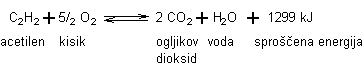 C₂H₂ + 5/₂ O₂ ⇌ 2 CO₂ + H₂O + 1299 kJ
acetilen kisik ogljikov voda sproščena energija
dioksid